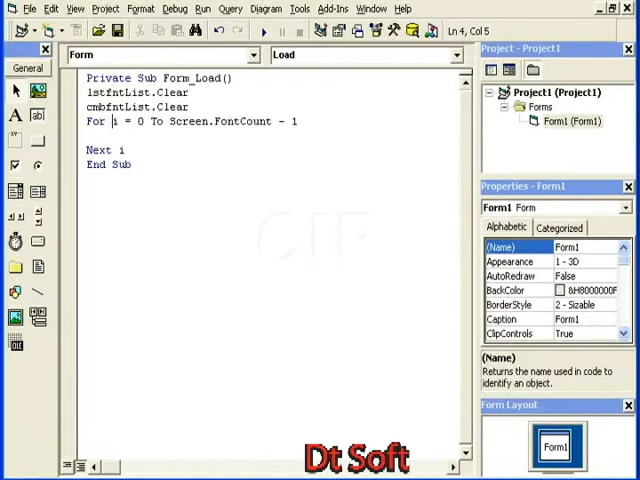 File Edit View Project Format Debug Run Query Diagram Tools Add-Ins Window Help
Ln 4, Col 5
Form
Load
General
Private Sub Form_Load()
lstfntList.Clear
cmbfntList.Clear
For i = 0 To Screen.FontCount - 1
Next i
End Sub
Project - Project1
Project1 (Project1)
Forms
Form1 (Form1)
Properties - Form1
Form1 Form
Alphabetic Categorized
(Name) Form1
Appearance 1 - 3D
AutoRedraw False
BackColor &H8000000F
BorderStyle 2 - Sizable
Caption Form1
ClipControls True
(Name)
Returns the name used in code to
identify an object.
Form Layout
Form1
Dt Soft